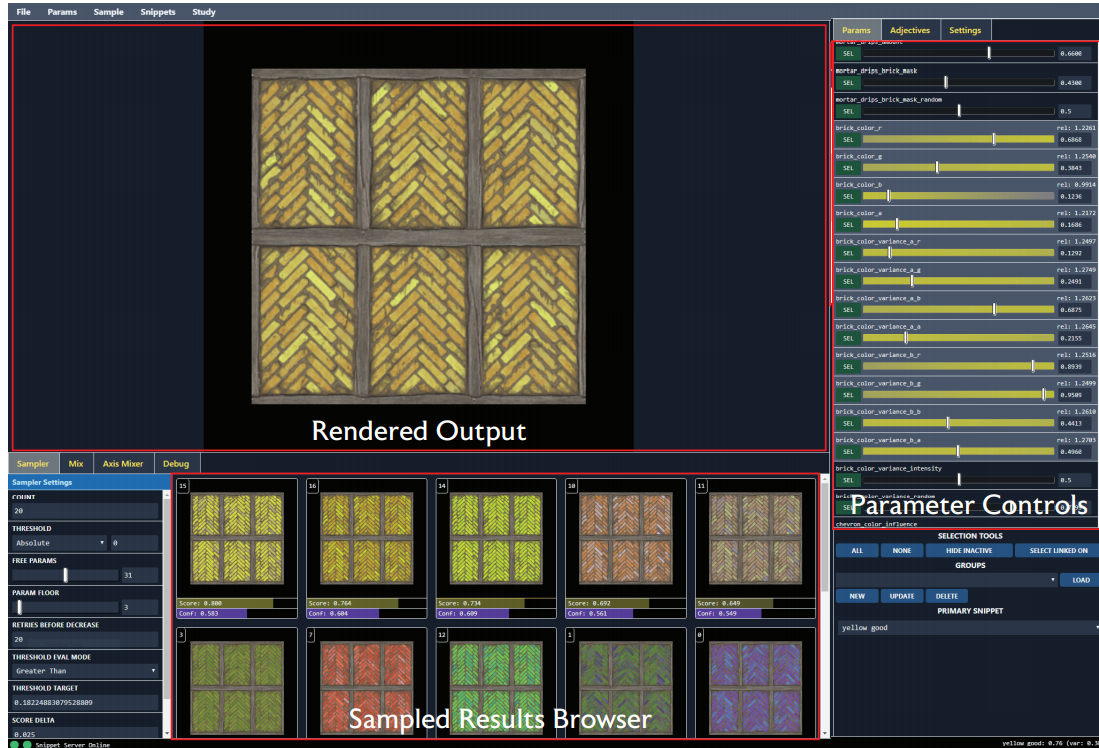 File Params Sample Snippets Study
Params Adjectives Settings
mortar_drips_amount
SEL 0.6600
mortar_drips_brick_mask
SEL 0.4300
mortar_drips_brick_mask_random
SEL 0.5
brick_color_r rel: 1.2261
SEL 0.6868
brick_color_g rel: 1.2540
SEL 0.3843
brick_color_b rel: 0.9914
SEL 0.1236
brick_color_a rel: 1.2172
SEL 0.1686
brick_color_variance_a_r rel: 1.2497
SEL 0.1292
brick_color_variance_a_g rel: 1.2749
SEL 0.2491
brick_color_variance_a_b rel: 1.2623
SEL 0.6875
brick_color_variance_a_a rel: 1.2645
SEL 0.2155
brick_color_variance_b_r rel: 1.2516
SEL 0.8939
brick_color_variance_b_g rel: 1.2499
SEL 0.9509
brick_color_variance_b_b rel: 1.2610
SEL 0.4413
brick_color_variance_b_a rel: 1.2703
SEL 0.4960
brick_color_variance_intensity
SEL 0.5
brick_color_variance_random
SEL
chevron_color_influence
Parameter Controls
Rendered Output
SELECTION TOOLS
ALL NONE HIDE INACTIVE SELECT LINKED ON
GROUPS
LOAD
NEW UPDATE DELETE
PRIMARY SNIPPET
yellow good
Sampler Mix Axis Mixer Debug
Sampler Settings
COUNT
20
THRESHOLD
Absolute 0
FREE PARAMS
31
PARAM FLOOR
3
RETRIES BEFORE DECREASE
20
THRESHOLD EVAL MODE
Greater Than
THRESHOLD TARGET
0.18224883079528809
SCORE DELTA
0.025
15 16 14 10 11
Score: 0.800 Score: 0.764 Score: 0.734 Score: 0.692 Score: 0.649
Conf: 0.583 Conf: 0.604 Conf: 0.609 Conf: 0.561 Conf: 0.549
3 7 12 1 0
Sampled Results Browser
Snippet Server Online
yellow good: 0.76 (var: 0.3